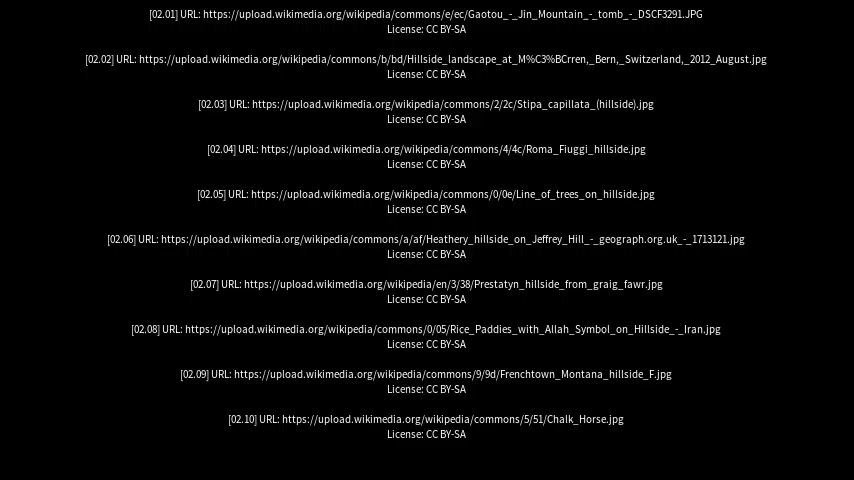 [02.01] URL: https://upload.wikimedia.org/wikipedia/commons/e/ec/Gaotou_-_Jin_Mountain_-_tomb_-_DSCF3291.JPG
License: CC BY-SA
[02.02] URL: https://upload.wikimedia.org/wikipedia/commons/b/bd/Hillside_landscape_at_M%C3%BCrren,_Bern,_Switzerland,_2012_August.jpg
License: CC BY-SA
[02.03] URL: https://upload.wikimedia.org/wikipedia/commons/2/2c/Stipa_capillata_(hillside).jpg
License: CC BY-SA
[02.04] URL: https://upload.wikimedia.org/wikipedia/commons/4/4c/Roma_Fiuggi_hillside.jpg
License: CC BY-SA
[02.05] URL: https://upload.wikimedia.org/wikipedia/commons/0/0e/Line_of_trees_on_hillside.jpg
License: CC BY-SA
[02.06] URL: https://upload.wikimedia.org/wikipedia/commons/a/af/Heathery_hillside_on_Jeffrey_Hill_-_geograph.org.uk_-_1713121.jpg
License: CC BY-SA
[02.07] URL: https://upload.wikimedia.org/wikipedia/en/3/38/Prestatyn_hillside_from_graig_fawr.jpg
License: CC BY-SA
[02.08] URL: https://upload.wikimedia.org/wikipedia/commons/0/05/Rice_Paddies_with_Allah_Symbol_on_Hillside_-_Iran.jpg
License: CC BY-SA
[02.09] URL: https://upload.wikimedia.org/wikipedia/commons/9/9d/Frenchtown_Montana_hillside_F.jpg
License: CC BY-SA
[02.10] URL: https://upload.wikimedia.org/wikipedia/commons/5/51/Chalk_Horse.jpg
License: CC BY-SA